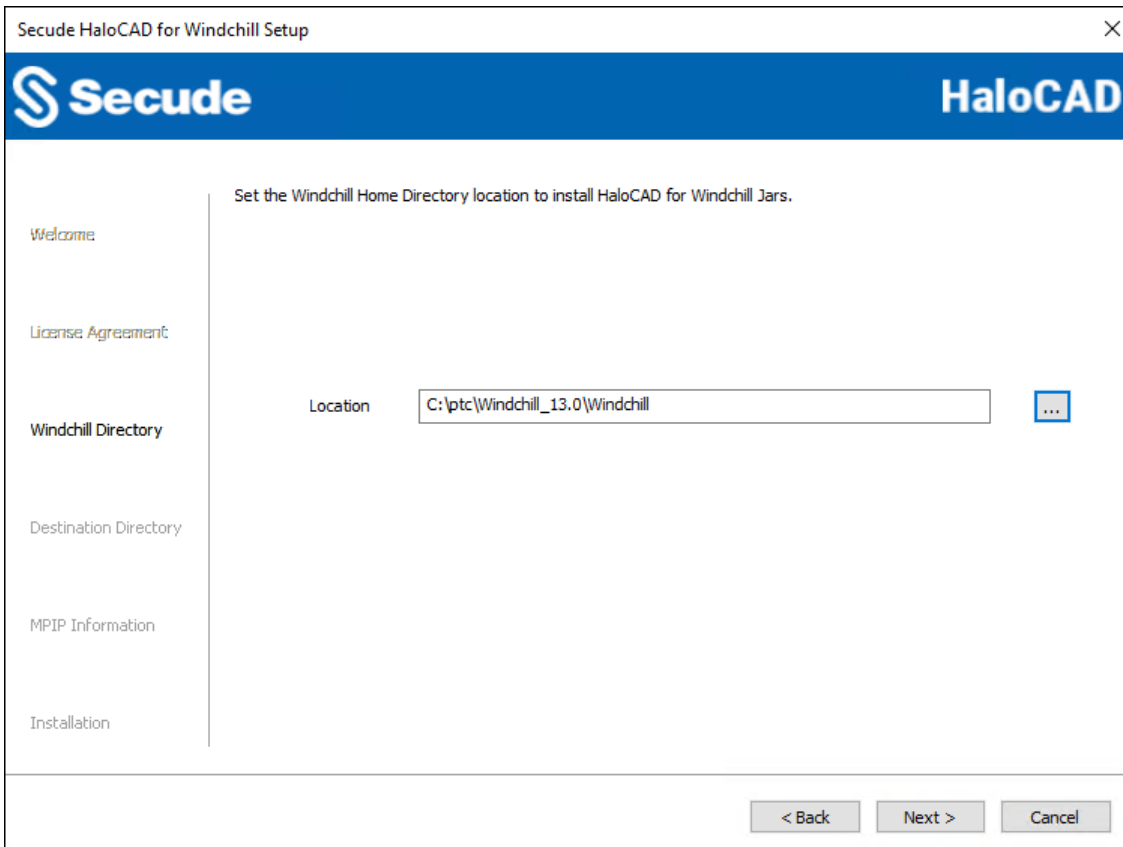 Secude HaloCAD for Windchill Setup
Secude
HaloCAD
Set the Windchill Home Directory location to install HaloCAD for Windchill Jars.
Welcome
License Agreement
Location
C:\ptc\Windchill_13.0\Windchill
...
Windchill Directory
Destination Directory
MPIP Information
Installation
< Back
Next >
Cancel